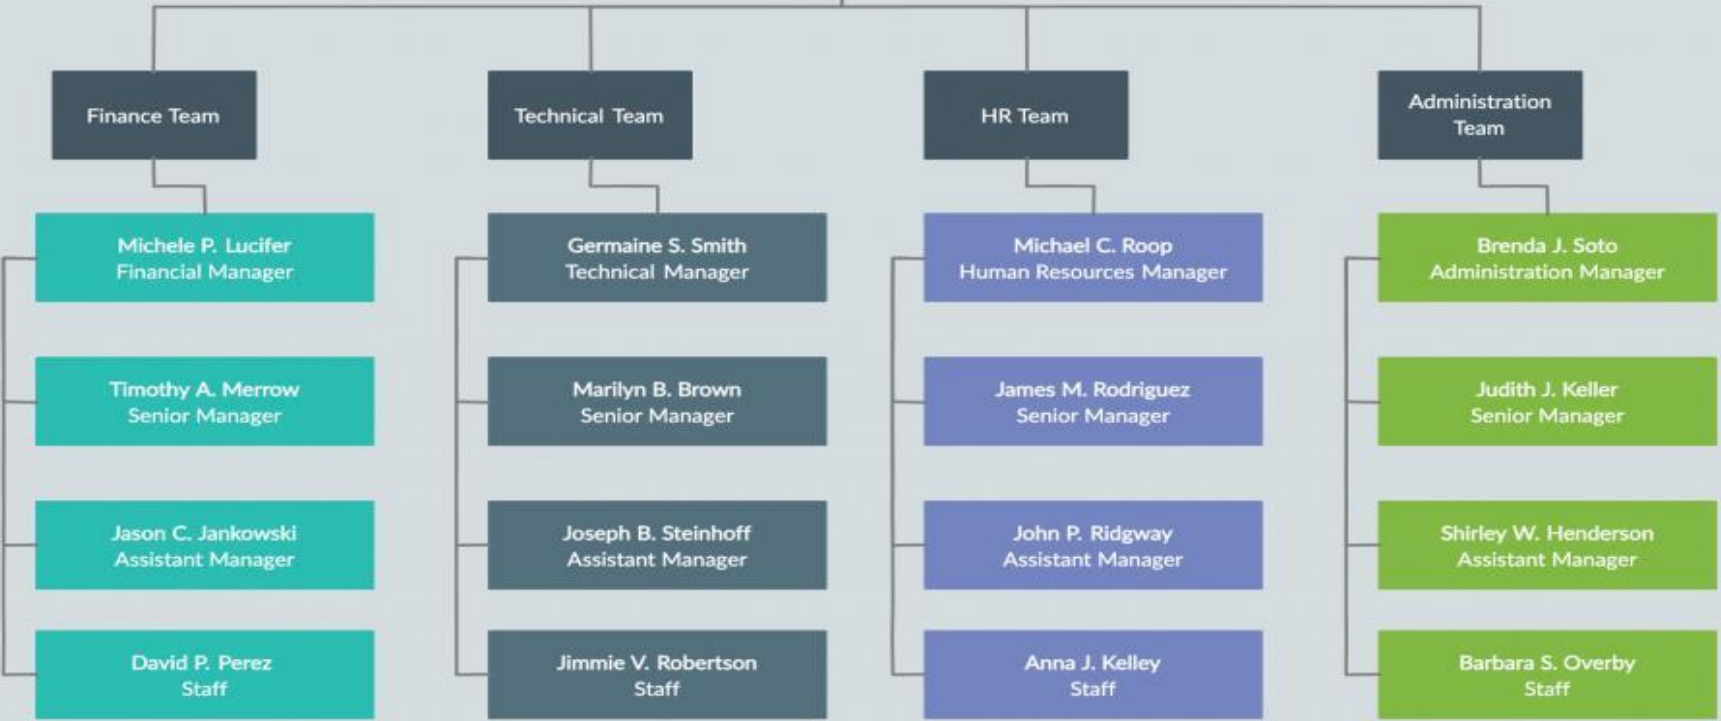 Finance Team
Technical Team
HR Team
Administration
Team
Michele P. Lucifer
Financial Manager
Germaine S. Smith
Technical Manager
Michael C. Roop
Human Resources Manager
Brenda J. Soto
Administration Manager
Timothy A. Merrow
Senior Manager
Marilyn B. Brown
Senior Manager
James M. Rodriguez
Senior Manager
Judith J. Keller
Senior Manager
Jason C. Jankowski
Assistant Manager
Joseph B. Steinhoff
Assistant Manager
John P. Ridgway
Assistant Manager
Shirley W. Henderson
Assistant Manager
David P. Perez
Staff
Jimmie V. Robertson
Staff
Anna J. Kelley
Staff
Barbara S. Overby
Staff